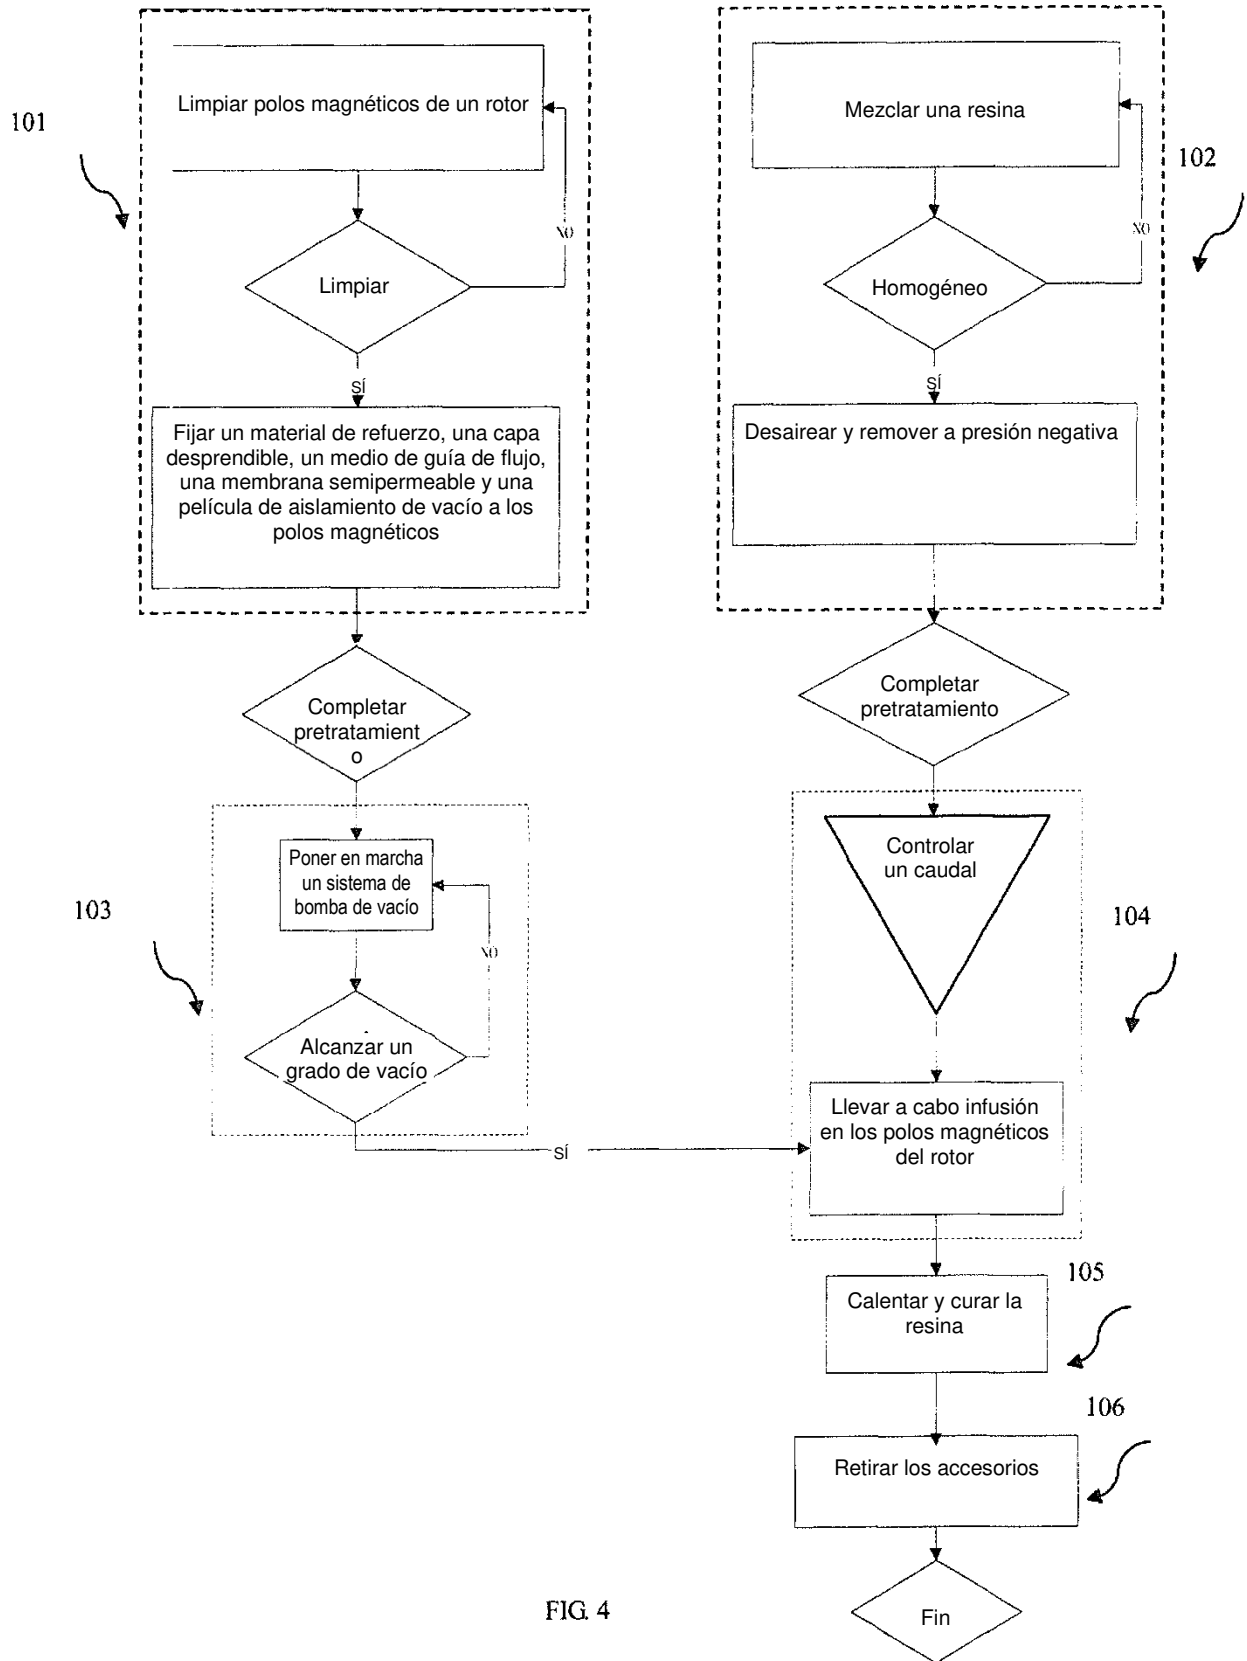 101
Limpiar polos magnéticos de un rotor
NO
Limpiar
SÍ
Fijar un material de refuerzo, una capa
desprendible, un medio de guía de flujo,
una membrana semipermeable y una
película de aislamiento de vacío a los
polos magnéticos
Completar
pretratamient
o
103
Poner en marcha
un sistema de
bomba de vacío
NO
Alcanzar un
grado de vacío
SÍ
102
Mezclar una resina
NO
Homogéneo
SÍ
Desairear y remover a presión negativa
Completar
pretratamiento
104
Controlar
un caudal
Llevar a cabo infusión
en los polos magnéticos
del rotor
105
Calentar y curar la
resina
106
Retirar los accesorios
Fin
FIG. 4